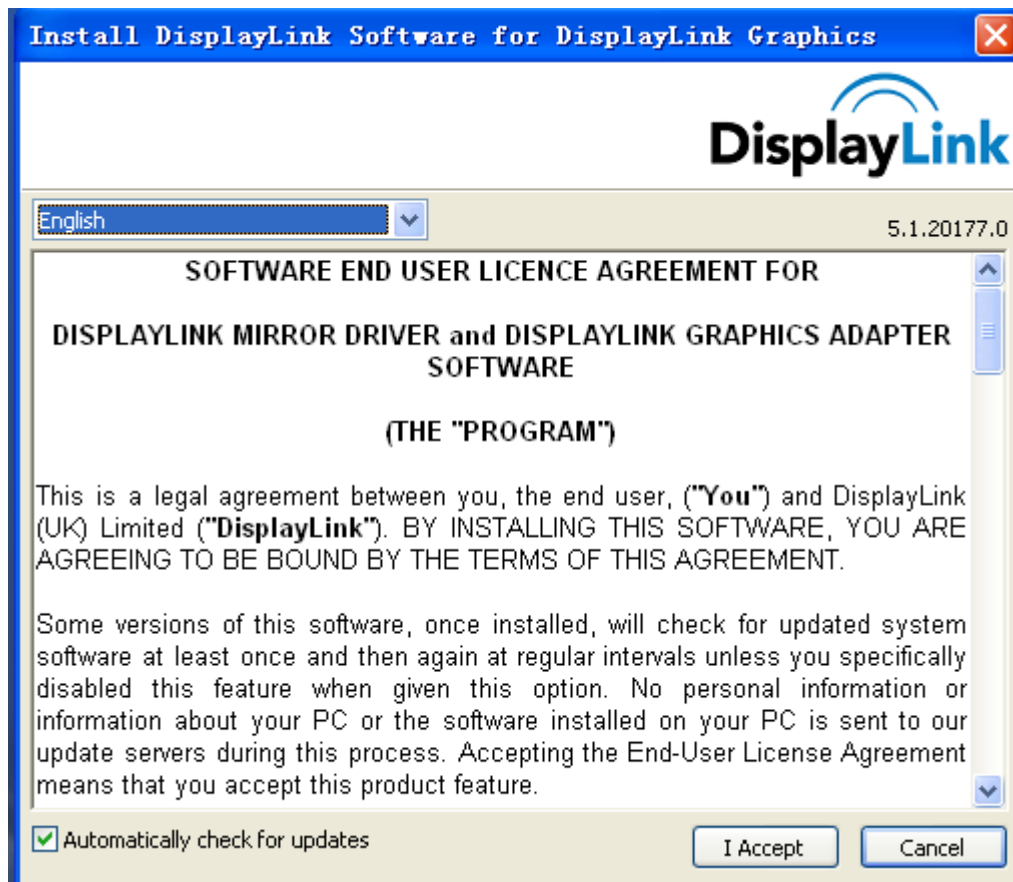 Install DisplayLink Software for DisplayLink Graphics
DisplayLink
English
5.1.20177.0
SOFTWARE END USER LICENCE AGREEMENT FOR
DISPLAYLINK MIRROR DRIVER and DISPLAYLINK GRAPHICS ADAPTER
SOFTWARE
(THE "PROGRAM")
This is a legal agreement between you, the end user, ("You") and DisplayLink
(UK) Limited ("DisplayLink"). BY INSTALLING THIS SOFTWARE, YOU ARE
AGREEING TO BE BOUND BY THE TERMS OF THIS AGREEMENT.
Some versions of this software, once installed, will check for updated system
software at least once and then again at regular intervals unless you specifically
disabled this feature when given this option. No personal information or
information about your PC or the software installed on your PC is sent to our
update servers during this process. Accepting the End-User License Agreement
means that you accept this product feature.
Automatically check for updates
I Accept
Cancel